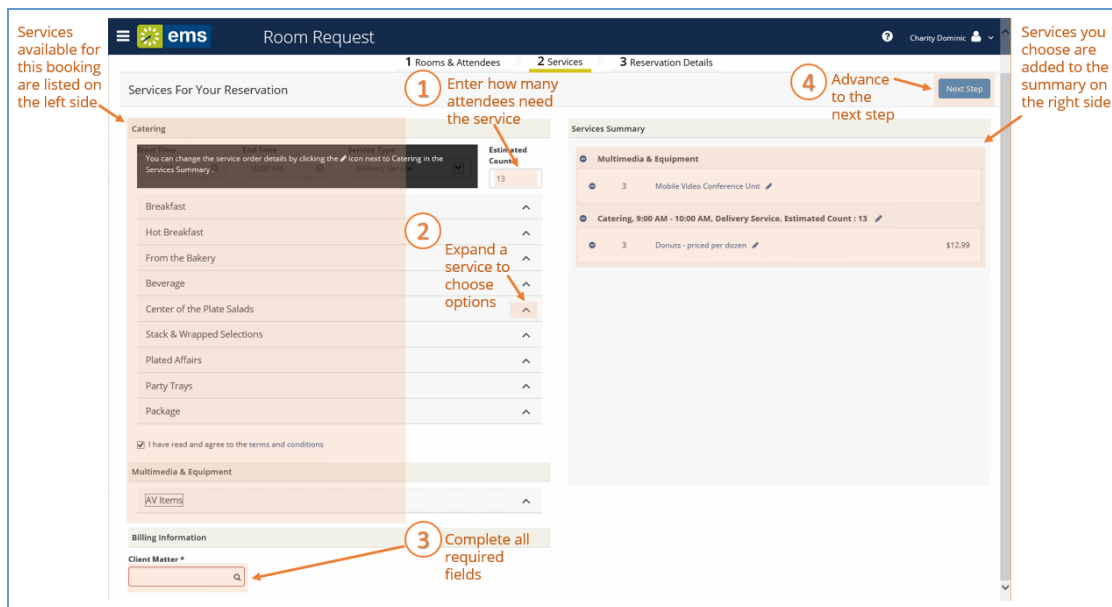 Services
available for
this booking
are listed on
the left side
ems
Room Request
Charity Dominic
Services you
choose are
added to the
summary on
the right side
1 Rooms & Attendees
2 Services
3 Reservation Details
Services For Your Reservation
1
Enter how many
attendees need
the service
4
Advance
to the
next step
Next Step
Catering
Start Time
End Time
Service Type
Estimated
Count
You can change the service order details by clicking the icon next to Catering in the
Services Summary .
10:00 AM
Delivery Service
13
Breakfast
Hot Breakfast
From the Bakery
Beverage
Center of the Plate Salads
Stack & Wrapped Selections
Plated Affairs
Party Trays
Package
2
Expand a
service to
choose
options
I have read and agree to the terms and conditions
Multimedia & Equipment
AV Items
Billing Information
Client Matter *
3
Complete all
required
fields
Services Summary
Multimedia & Equipment
3 Mobile Video Conference Unit
Catering, 9:00 AM - 10:00 AM, Delivery Service, Estimated Count : 13
3 Donuts - priced per dozen $12.99